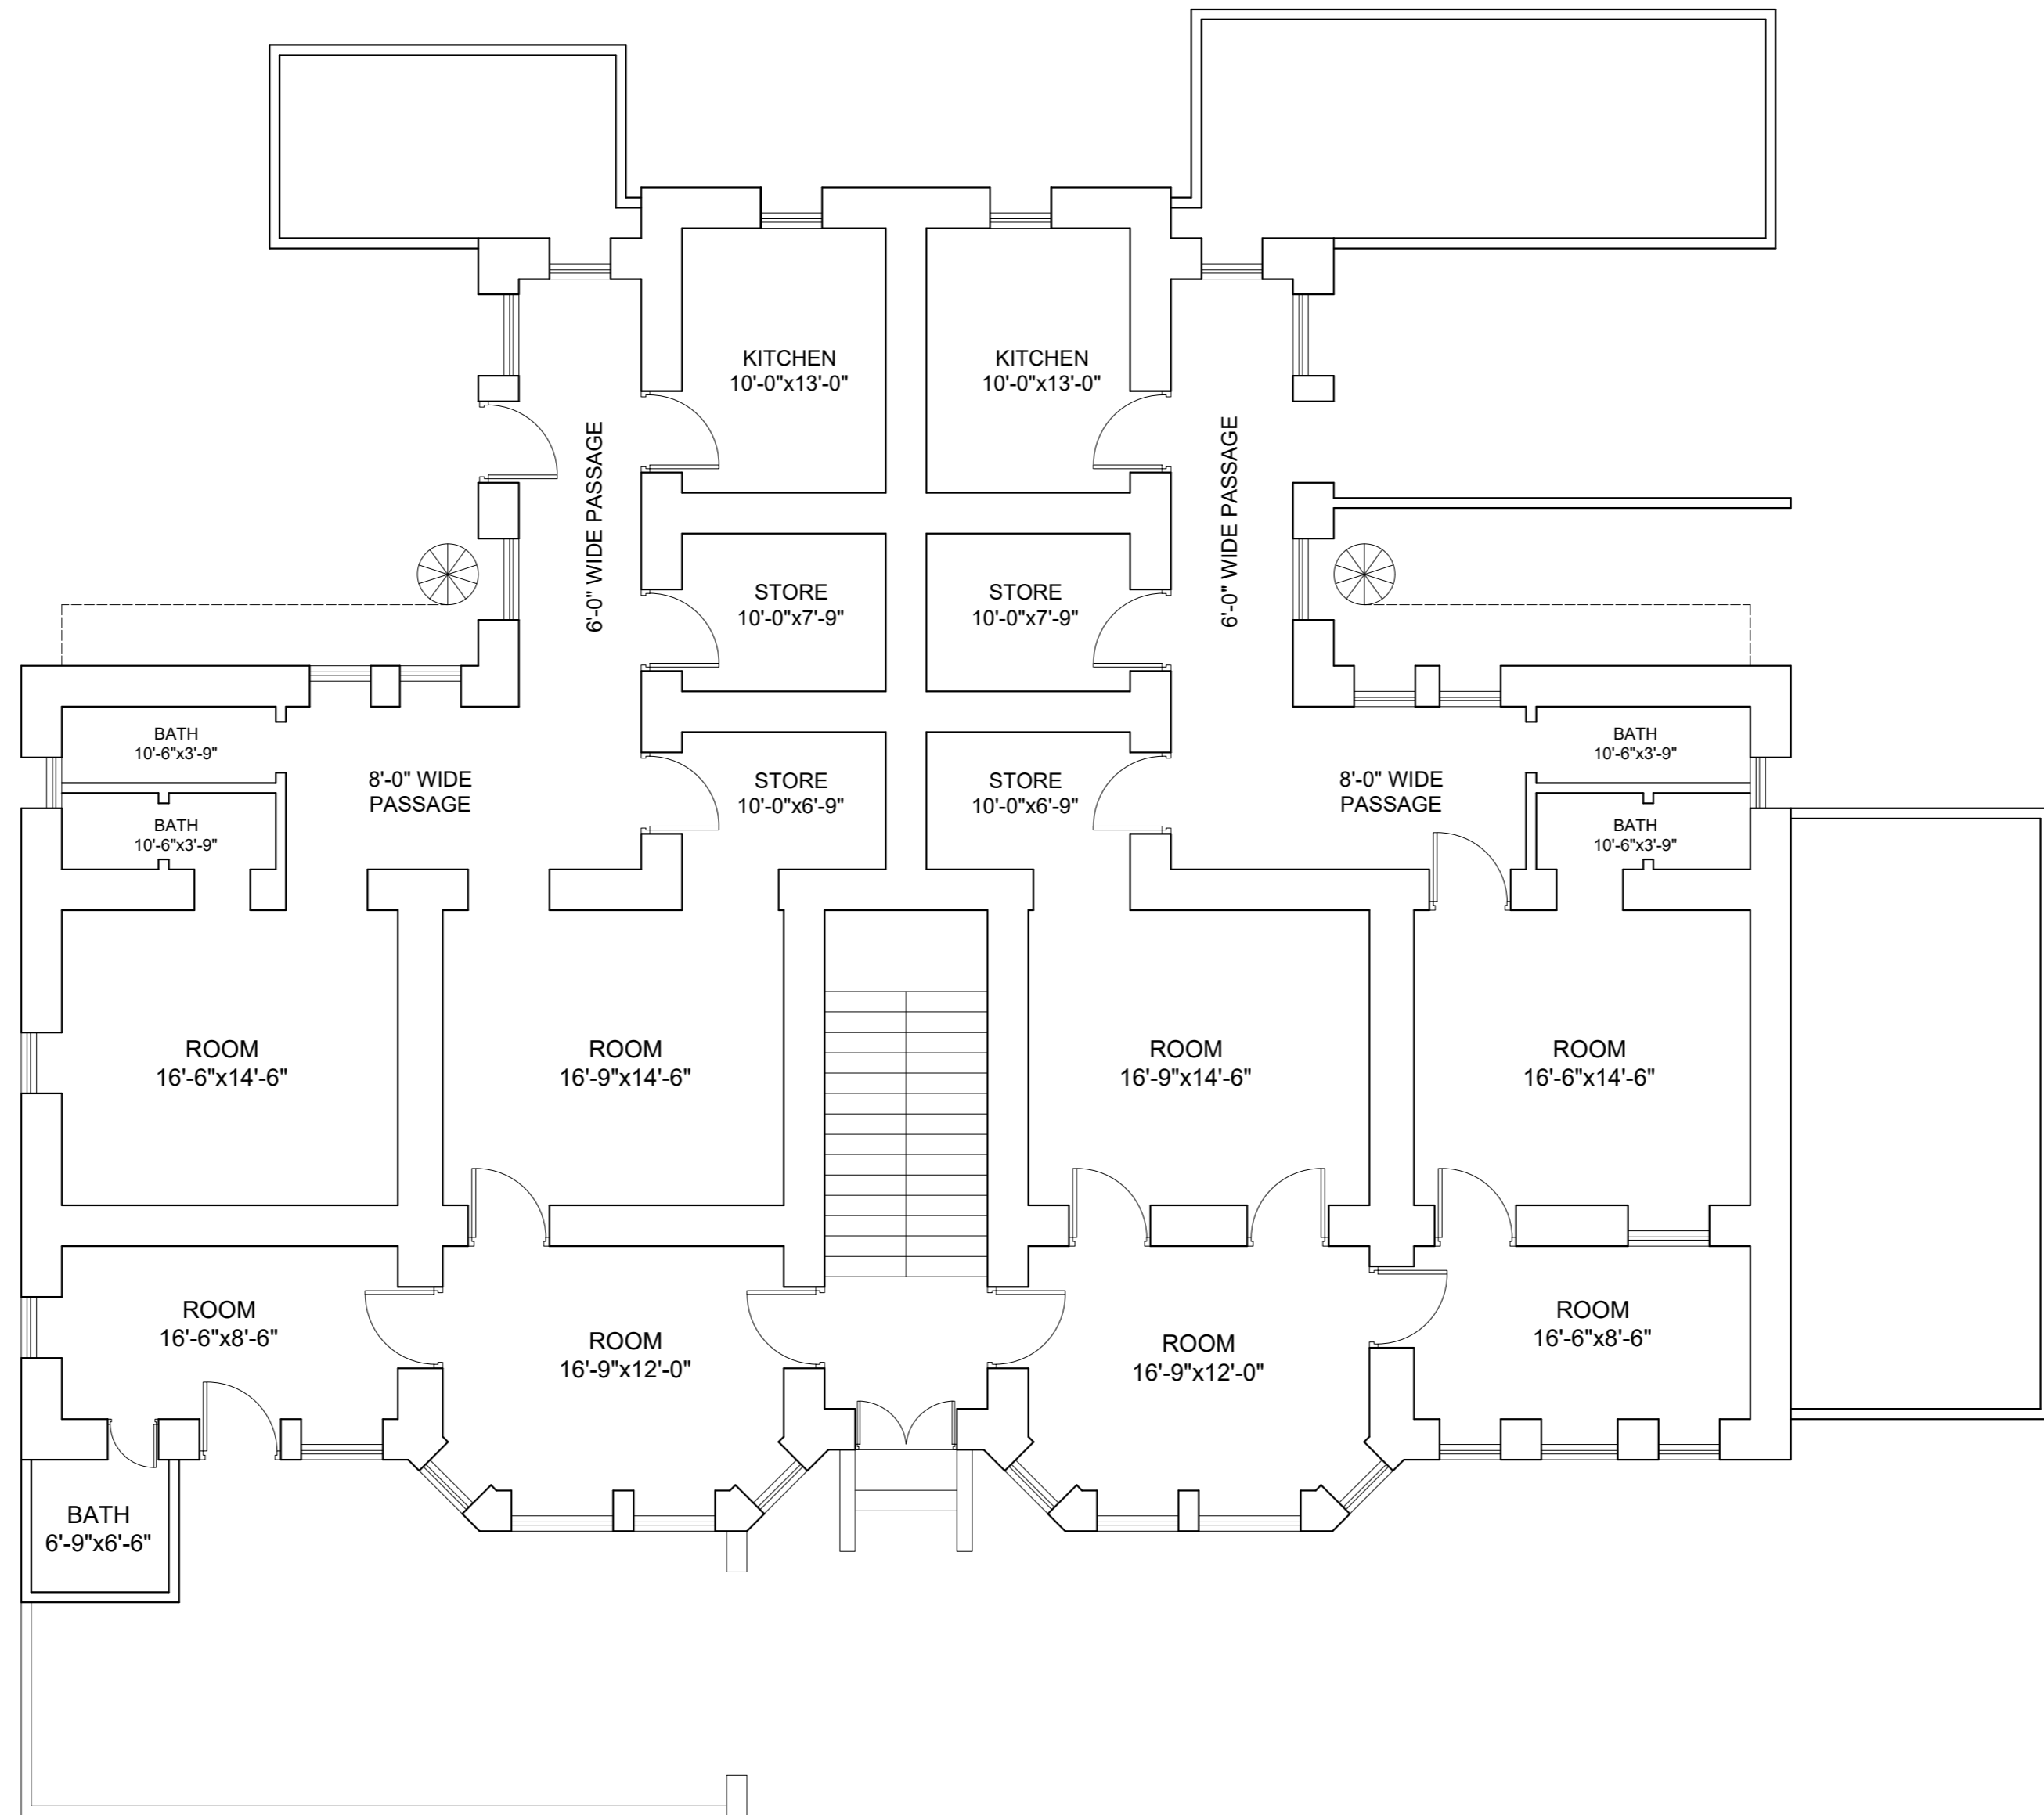 KITCHEN
10'-0"x13'-0"
KITCHEN
10'-0"x13'-0"
6'-0" WIDE PASSAGE
6'-0" WIDE PASSAGE
STORE
10'-0"x7'-9"
STORE
10'-0"x7'-9"
BATH
10'-6"x3'-9"
8'-0" WIDE
PASSAGE
STORE
10'-0"x6'-9"
STORE
10'-0"x6'-9"
8'-0" WIDE
PASSAGE
BATH
10'-6"x3'-9"
BATH
10'-6"x3'-9"
BATH
10'-6"x3'-9"
ROOM
16'-6"x14'-6"
ROOM
16'-9"x14'-6"
ROOM
16'-9"x14'-6"
ROOM
16'-6"x14'-6"
ROOM
16'-6"x8'-6"
ROOM
16'-9"x12'-0"
ROOM
16'-9"x12'-0"
ROOM
16'-6"x8'-6"
BATH
6'-9"x6'-6"